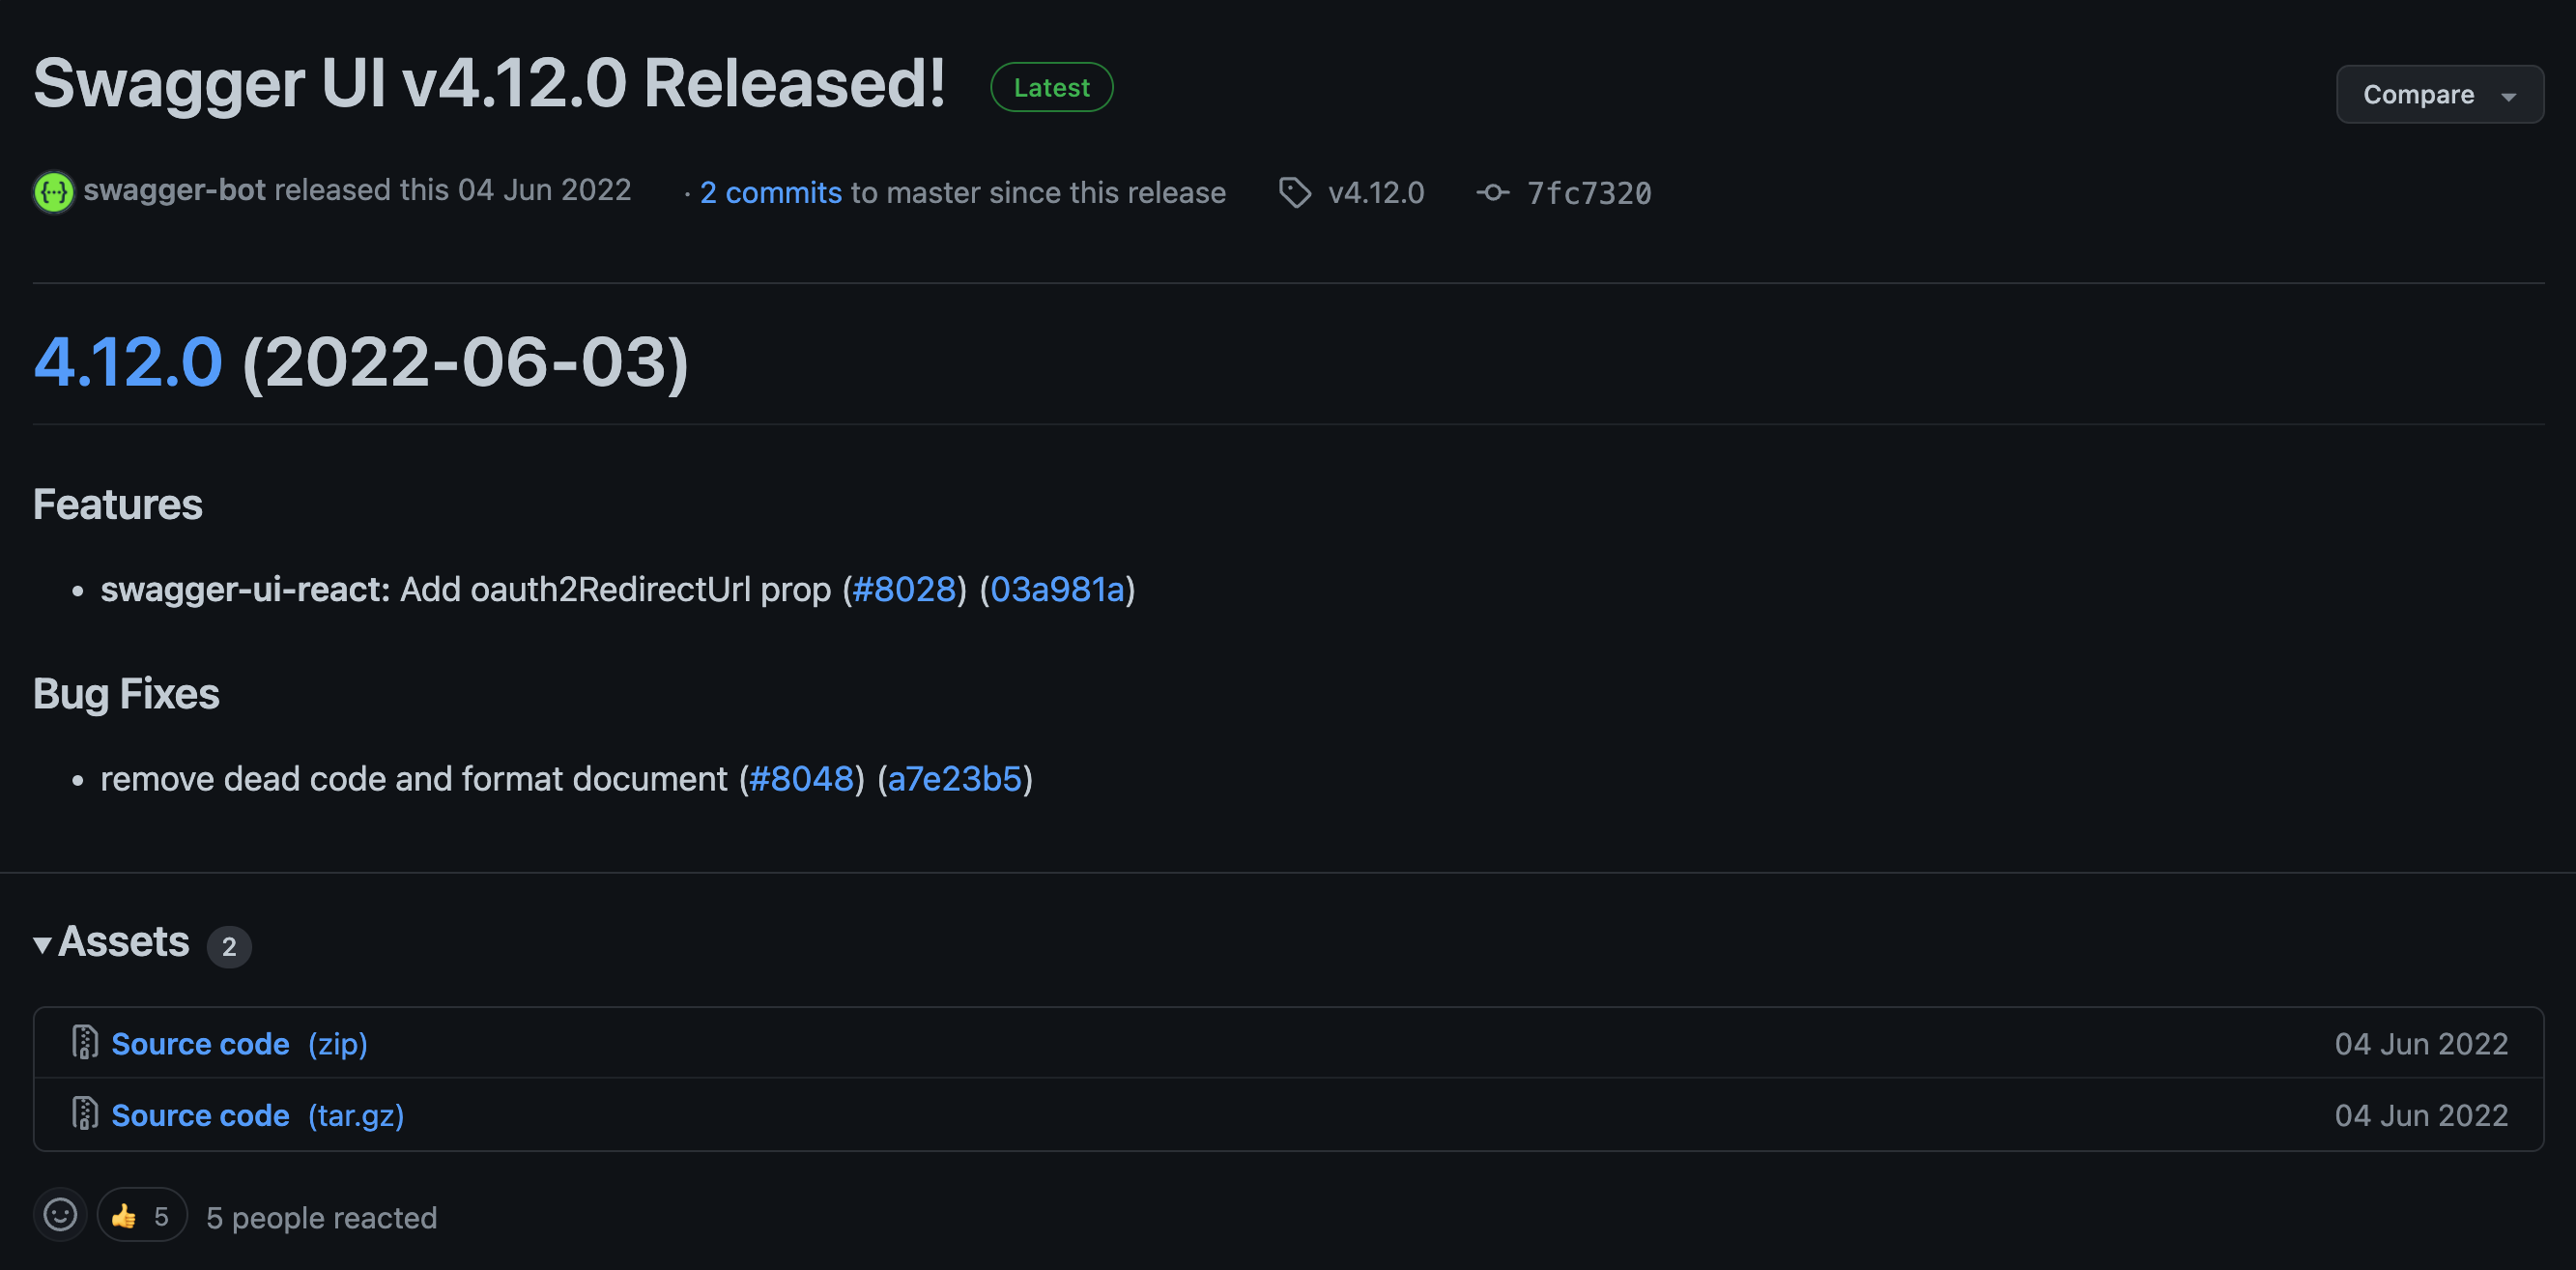 Swagger UI v4.12.0 Released! Latest
Compare
swagger-bot released this 04 Jun 2022 · 2 commits to master since this release v4.12.0 7fc7320
4.12.0 (2022-06-03)
Features
• swagger-ui-react: Add oauth2RedirectUrl prop (#8028) (03a981a)
Bug Fixes
• remove dead code and format document (#8048) (a7e23b5)
Assets 2
Source code (zip) 04 Jun 2022
Source code (tar.gz) 04 Jun 2022
👍 5 5 people reacted